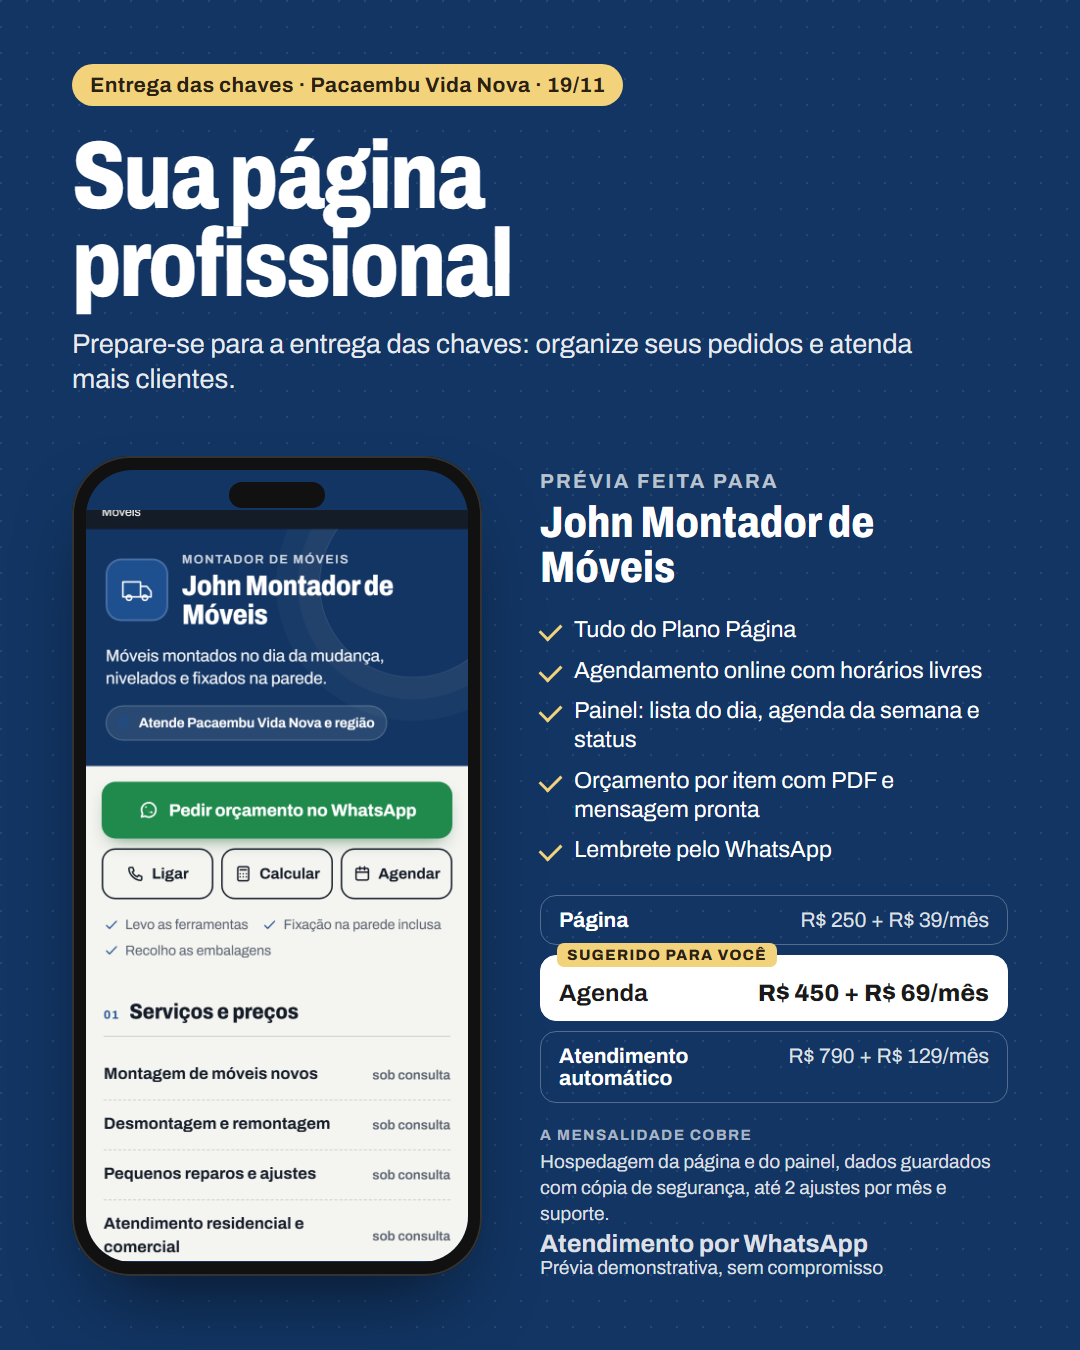 Entrega das chaves · Pacaembu Vida Nova · 19/11
Sua página
profissional
Prepare-se para a entrega das chaves: organize seus pedidos e atenda
mais clientes.
Móveis
MONTADOR DE MÓVEIS
John Montador de
Móveis
Móveis montados no dia da mudança,
nivelados e fixados na parede.
Atende Pacaembu Vida Nova e região
Pedir orçamento no WhatsApp
Ligar
Calcular
Agendar
Levo as ferramentas
Fixação na parede inclusa
Recolho as embalagens
01 Serviços e preços
Montagem de móveis novos sob consulta
Desmontagem e remontagem sob consulta
Pequenos reparos e ajustes sob consulta
Atendimento residencial e
comercial sob consulta
PRÉVIA FEITA PARA
John Montador de
Móveis
Tudo do Plano Página
Agendamento online com horários livres
Painel: lista do dia, agenda da semana e
status
Orçamento por item com PDF e
mensagem pronta
Lembrete pelo WhatsApp
Página R$ 250 + R$ 39/mês
SUGERIDO PARA VOCÊ
Agenda R$ 450 + R$ 69/mês
Atendimento R$ 790 + R$ 129/mês
automático
A MENSALIDADE COBRE
Hospedagem da página e do painel, dados guardados
com cópia de segurança, até 2 ajustes por mês e
suporte.
Atendimento por WhatsApp
Prévia demonstrativa, sem compromisso